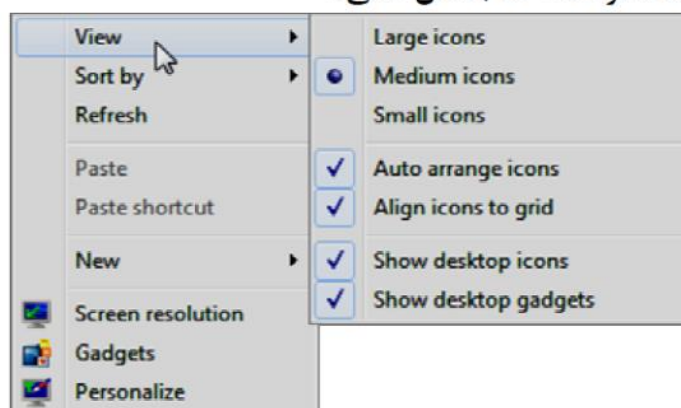 View
Sort by
Refresh
Paste
Paste shortcut
New
Screen resolution
Gadgets
Personalize
Large icons
Medium icons
Small icons
Auto arrange icons
Align icons to grid
Show desktop icons
Show desktop gadgets